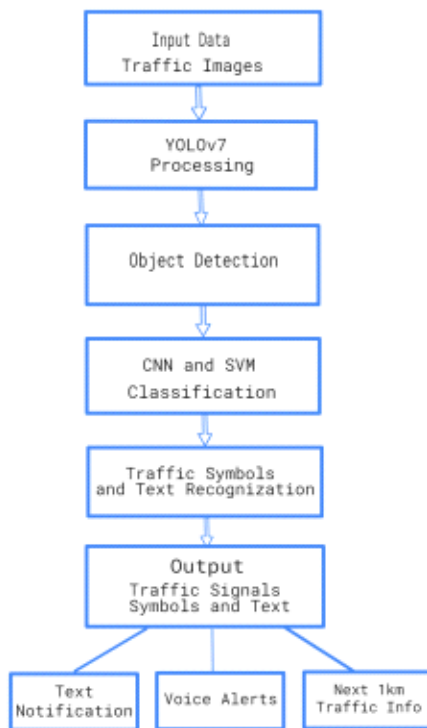 Input Data
Traffic Images
YOLOv7
Processing
Object Detection
CNN and SVM
Classification
Traffic Symbols
and Text Recognization
Output
Traffic Signals
Symbols and Text
Text
Notification
Voice Alerts
Next 1km
Traffic Info